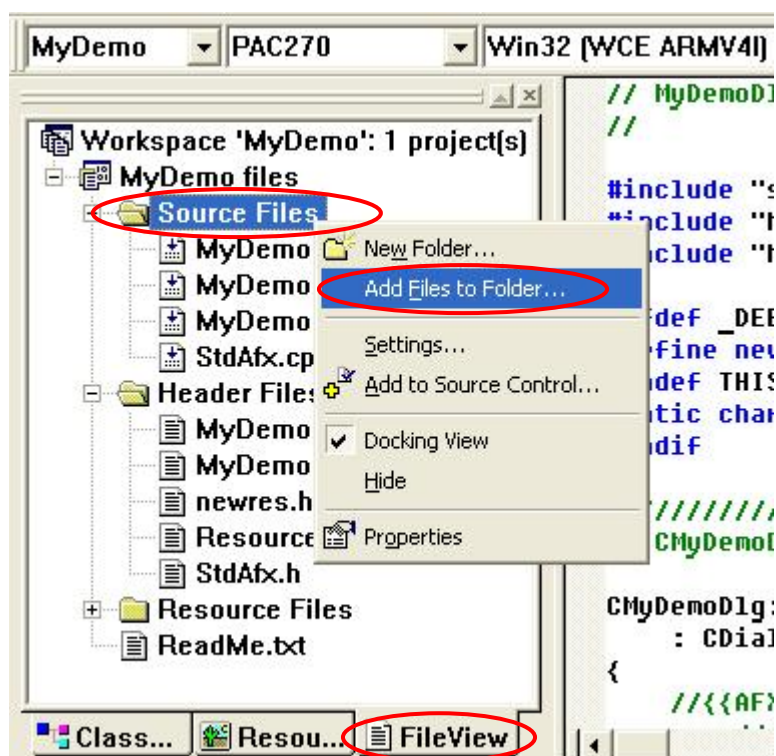 MyDemo PAC270 Win32 (WCE ARMV4I)
Workspace 'MyDemo': 1 project(s)
MyDemo files
Source Files
MyDemo
MyDemo
MyDemo
StdAfx.cp
Header Files
MyDemo
MyDemo
newres.h
Resource
StdAfx.h
Resource Files
ReadMe.txt
New Folder...
Add Files to Folder...
Settings...
Add to Source Control...
Docking View
Hide
Properties
// MyDemoDl
//
#include "s
#include "h
clude "h
def _DEB
fine new
def THIS
tic char
dif
/////////
CMyDemoD
CMyDemoDlg:
: CDial
{
//{{AFX
Class... Resou... FileView